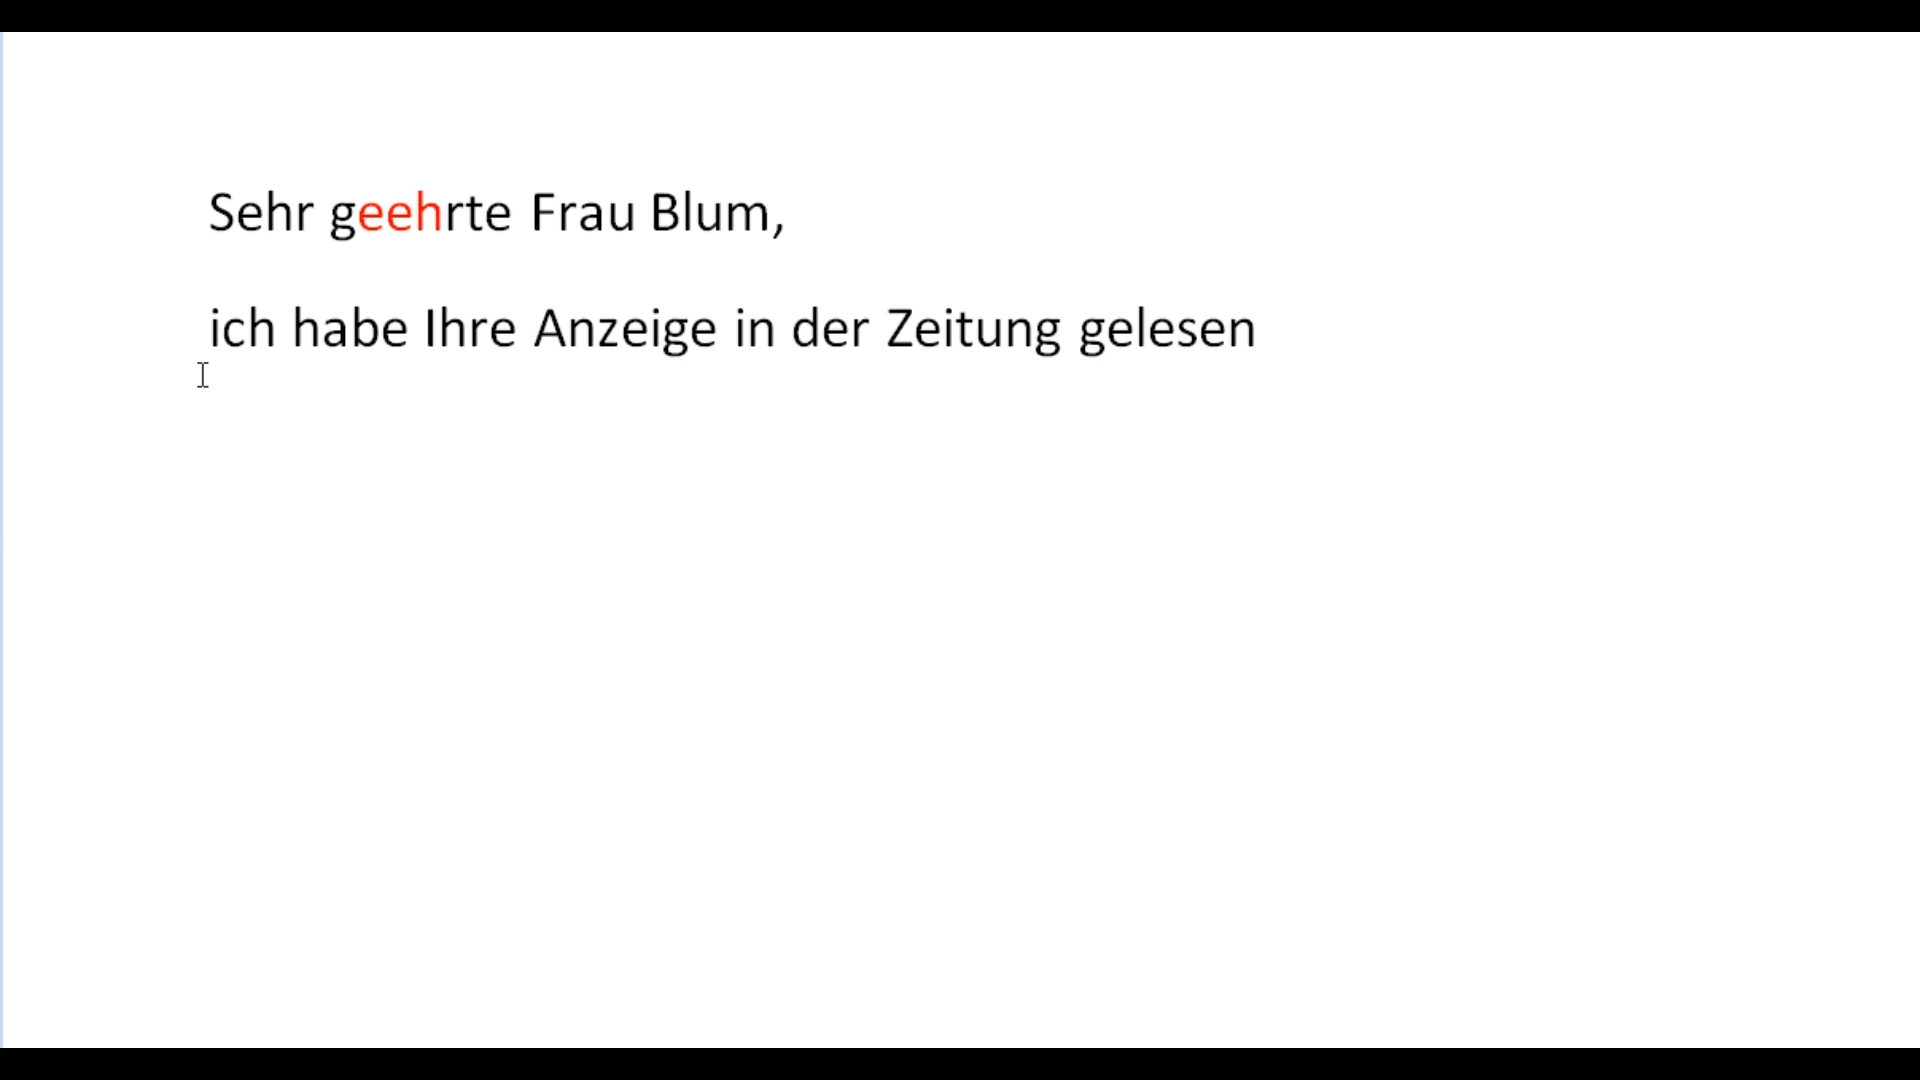 Sehr geehrte Frau Blum,
ich habe Ihre Anzeige in der Zeitung gelesen